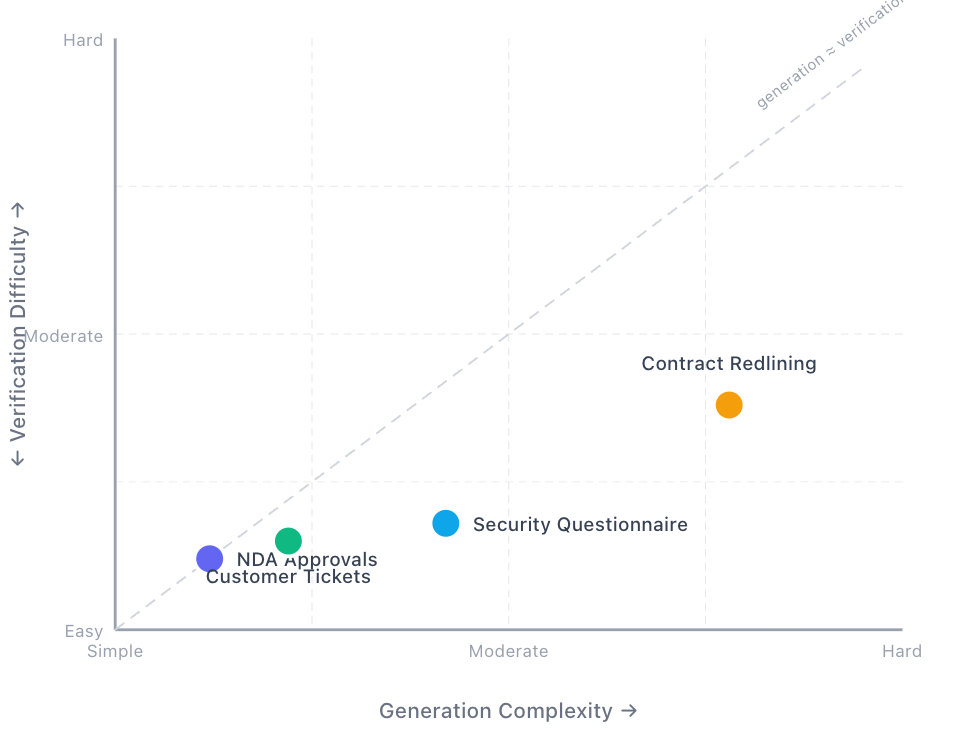 generation ≈ verification
Hard
← Verification Difficulty →
Moderate
Contract Redlining
Security Questionnaire
NDA Approvals
Customer Tickets
Easy
Simple
Moderate
Hard
Generation Complexity →